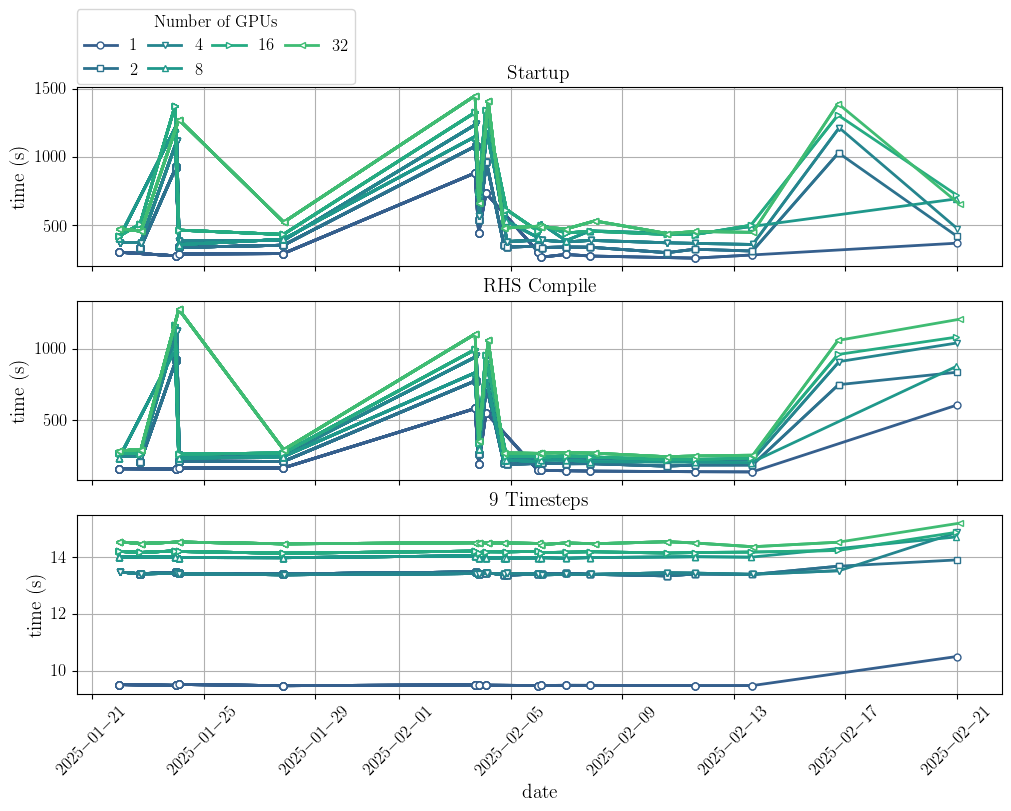 Number of GPUs
1 4 16 32
2 8
Startup
1500
1000
500
time (s)
RHS Compile
1000
500
time (s)
9 Timesteps
14
12
10
time (s)
2025−01−21 2025−01−25 2025−01−29 2025−02−01 2025−02−05 2025−02−09 2025−02−13 2025−02−17 2025−02−21
date